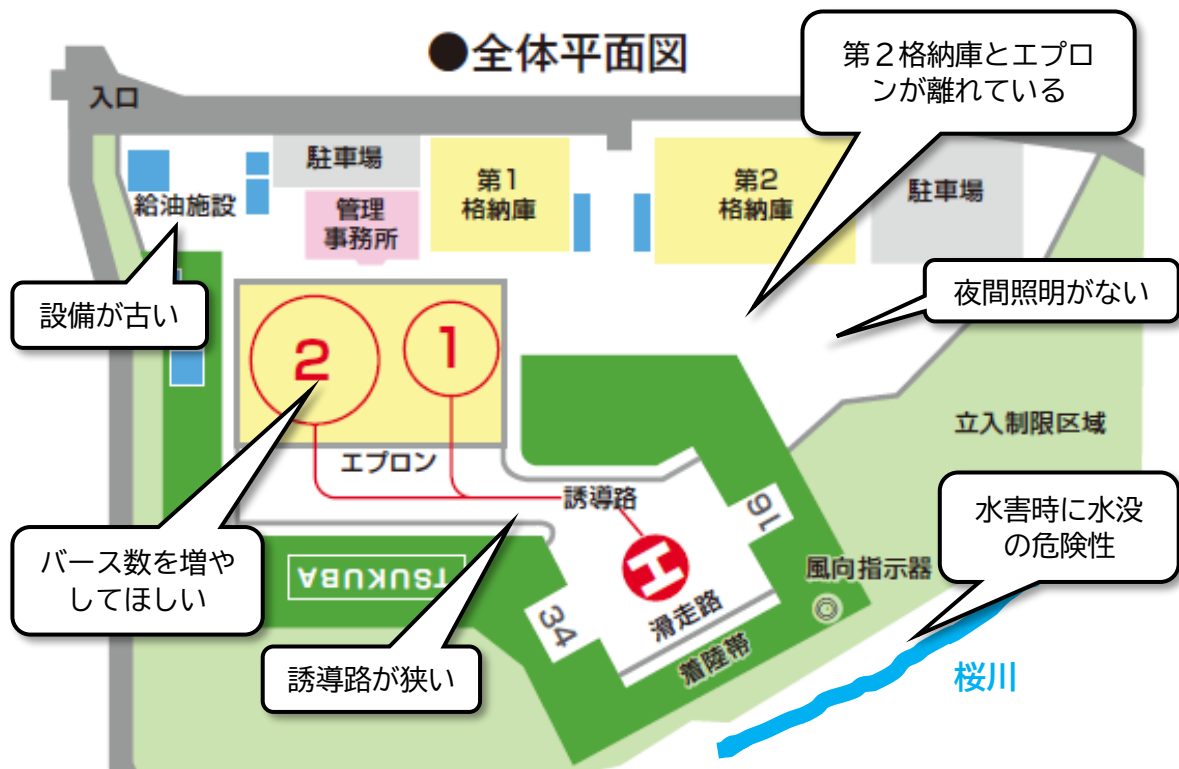 ●全体平面図
第２格納庫とエプロ
ンが離れている
入口
駐車場
第1
格納庫
第2
格納庫
駐車場
給油施設
管理
事務所
設備が古い
夜間照明がない
2
1
エプロン
立入制限区域
誘導路
16
水害時に水没
の危険性
バース数を増や
してほしい
TSUKUBA
H
風向指示器
34
滑走路
着陸帯
誘導路が狭い
桜川